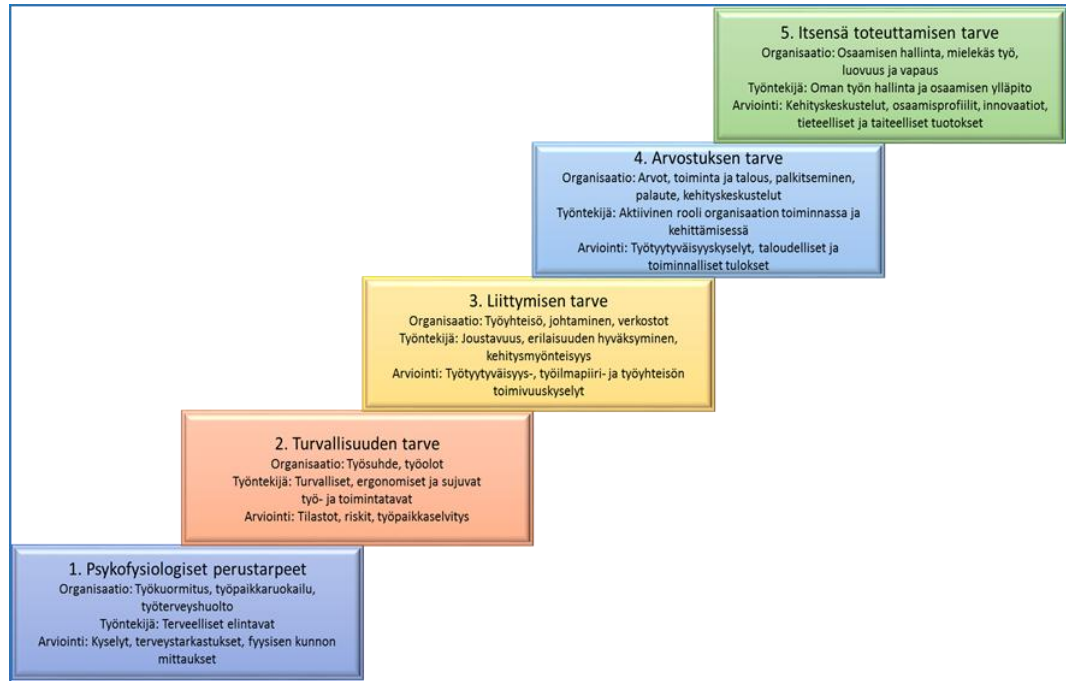 5. Itsensä toteuttamisen tarve
Organisaatio: Osaamisen hallinta, mielekäs työ,
luovuus ja vapaus
Työntekijä: Oman työn hallinta ja osaamisen ylläpito
Arviointi: Kehityskeskustelut, osaamisprofiilit, innovaatiot,
tieteelliset ja taiteelliset tuotokset
4. Arvostuksen tarve
Organisaatio: Arvot, toiminta ja talous, palkitseminen,
palaute, kehityskeskustelut
Työntekijä: Aktiivinen rooli organisaation toiminnassa ja
kehittämisessä
Arviointi: Työtyytyväisyyskyselyt, taloudelliset ja
toiminnalliset tulokset
3. Liittymisen tarve
Organisaatio: Työyhteisö, johtaminen, verkostot
Työntekijä: Joustavuus, erilaisuuden hyväksyminen,
kehitysmyönteisyys
Arviointi: Työtyytyväisyys-, työilmapiiri- ja työyhteisön
toimivuuskyselyt
2. Turvallisuuden tarve
Organisaatio: Työsuhde, työolot
Työntekijä: Turvalliset, ergonomiset ja sujuvat
työ- ja toimintatavat
Arviointi: Tilastot, riskit, työpaikkaselvitys
1. Psykofysiologiset perustarpeet
Organisaatio: Työkuormitus, työpaikkaruokailu,
työterveyshuolto
Työntekijä: Terveelliset elintavat
Arviointi: Kyselyt, terveystarkastukset, fyysisen kunnon
mittaukset